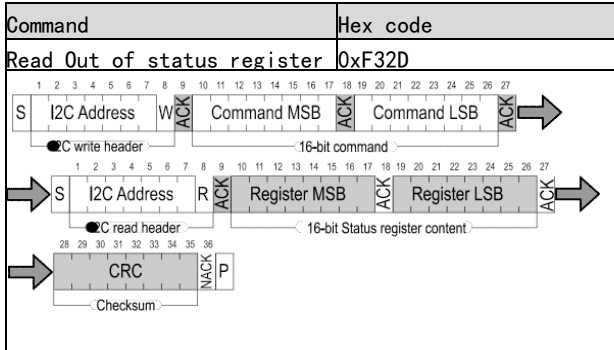 Command Hex code
Read Out of status register 0xF32D
1 2 3 4 5 6 7 8 9 10 11 12 13 14 15 16 17 18 19 20 21 22 23 24 25 26 27
S I2C Address W ACK Command MSB ACK Command LSB ACK
2C write header 16-bit command
1 2 3 4 5 6 7 8 9 10 11 12 13 14 15 16 17 18 19 20 21 22 23 24 25 26 27
S I2C Address R ACK Register MSB ACK Register LSB ACK
2C read header 16-bit Status register content
28 29 30 31 32 33 34 35 36
CRC NACK P
Checksum